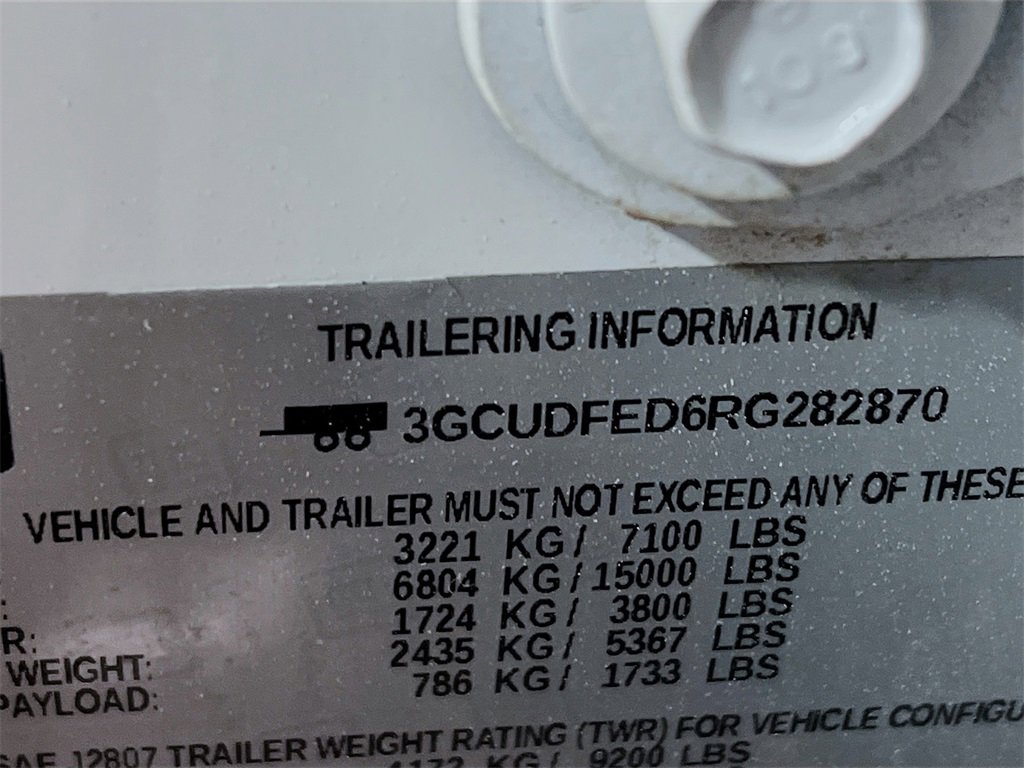 TRAILERING INFORMATION
3GCUDFED6RG282870
VEHICLE AND TRAILER MUST NOT EXCEED ANY OF THESE
3221 KG / 7100 LBS
: 6804 KG / 15000 LBS
R: 1724 KG / 3800 LBS
WEIGHT: 2435 KG / 5367 LBS
PAYLOAD: 786 KG / 1733 LBS
SAE J2807 TRAILER WEIGHT RATING (TWR) FOR VEHICLE CONFIGU
4172 KG / 9200 LBS